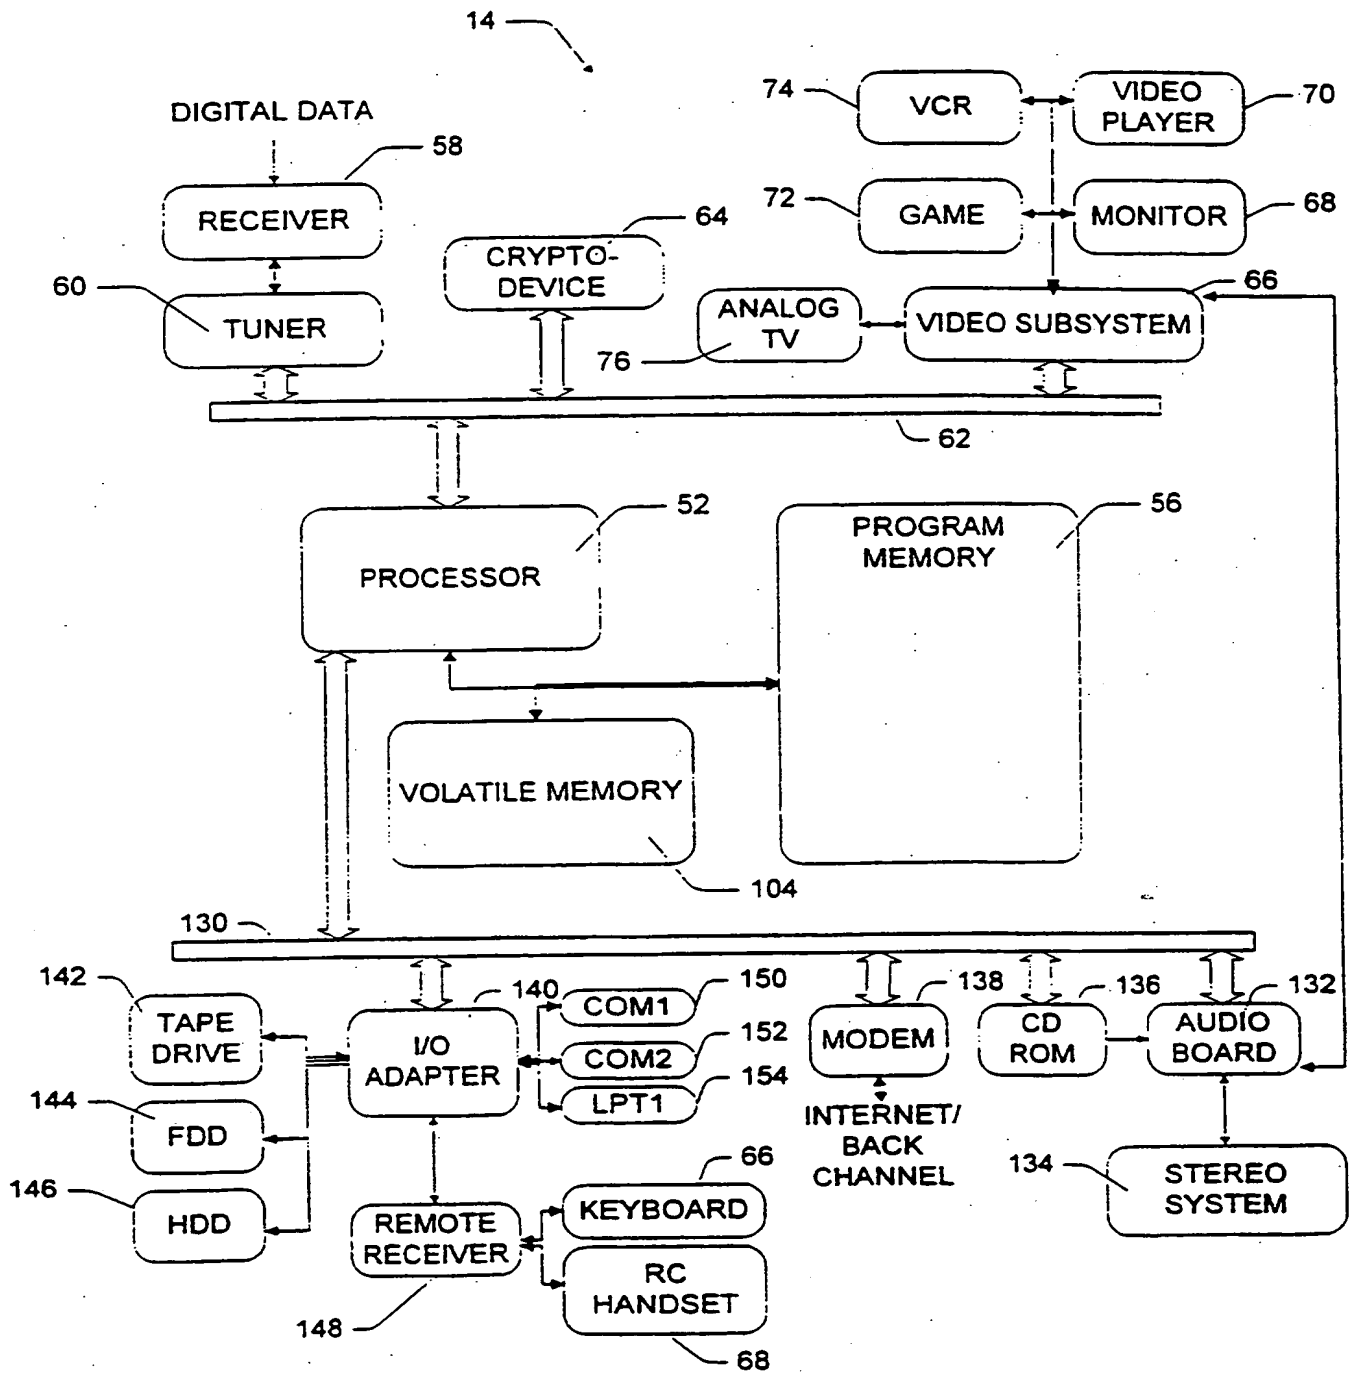 14
74
VCR
VIDEO
PLAYER
70
DIGITAL DATA
58
72
GAME
MONITOR
68
RECEIVER
64
CRYPTO-
DEVICE
60
TUNER
ANALOG
TV
76
66
VIDEO SUBSYSTEM
62
52
PROCESSOR
PROGRAM
MEMORY
56
VOLATILE MEMORY
104
130
142
TAPE
DRIVE
140
I/O
ADAPTER
COM1
150
COM2
152
LPT1
154
138
MODEM
INTERNET/
BACK
CHANNEL
136
CD
ROM
132
AUDIO
BOARD
144
FDD
146
HDD
REMOTE
RECEIVER
148
66
KEYBOARD
RC
HANDSET
68
134
STEREO
SYSTEM